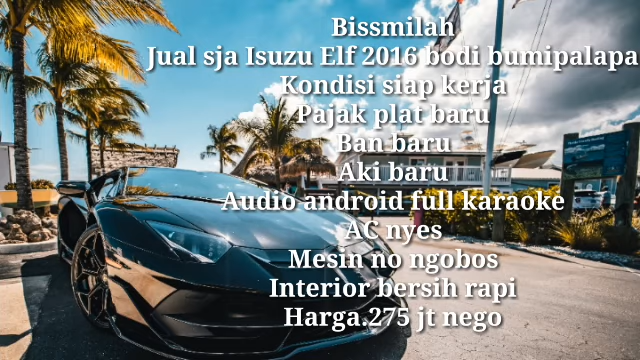 Bissmilah
Jual sja Isuzu Elf 2016 bodi bumipalapa
Kondisi siap kerja
Pajak plat baru
Ban baru
Aki baru
Audio android full karaoke
AC nyes
Mesin no ngobos
Interior bersih rapi
Harga.275 jt nego